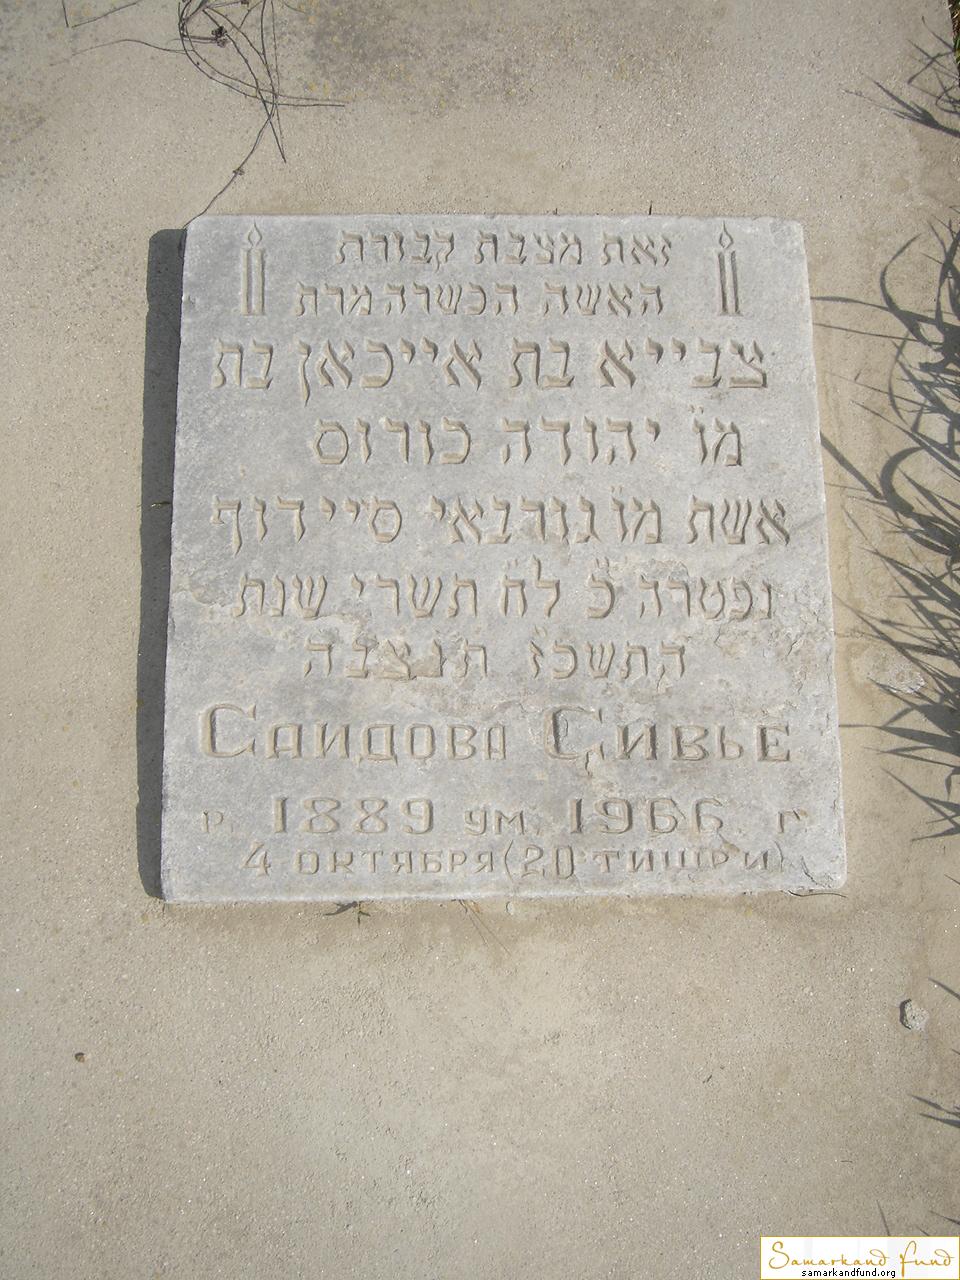 זאת מצבת קבורת
האשה הכשרה מרת
צבייא בת אייכאן בת
מו̈ יהודה כורוס
אשת מו̈ גורבאי סיידוף
נפטרה כ̈ לח̈ תשרי שנת
התשכ̈ז ת̇נ̇צ̇ב̇ה̇
Саидова Сивье
р. 1889 ум. 1966 г
4 октября (20-тишри)
Samarkand Fund
samarkandfund.org